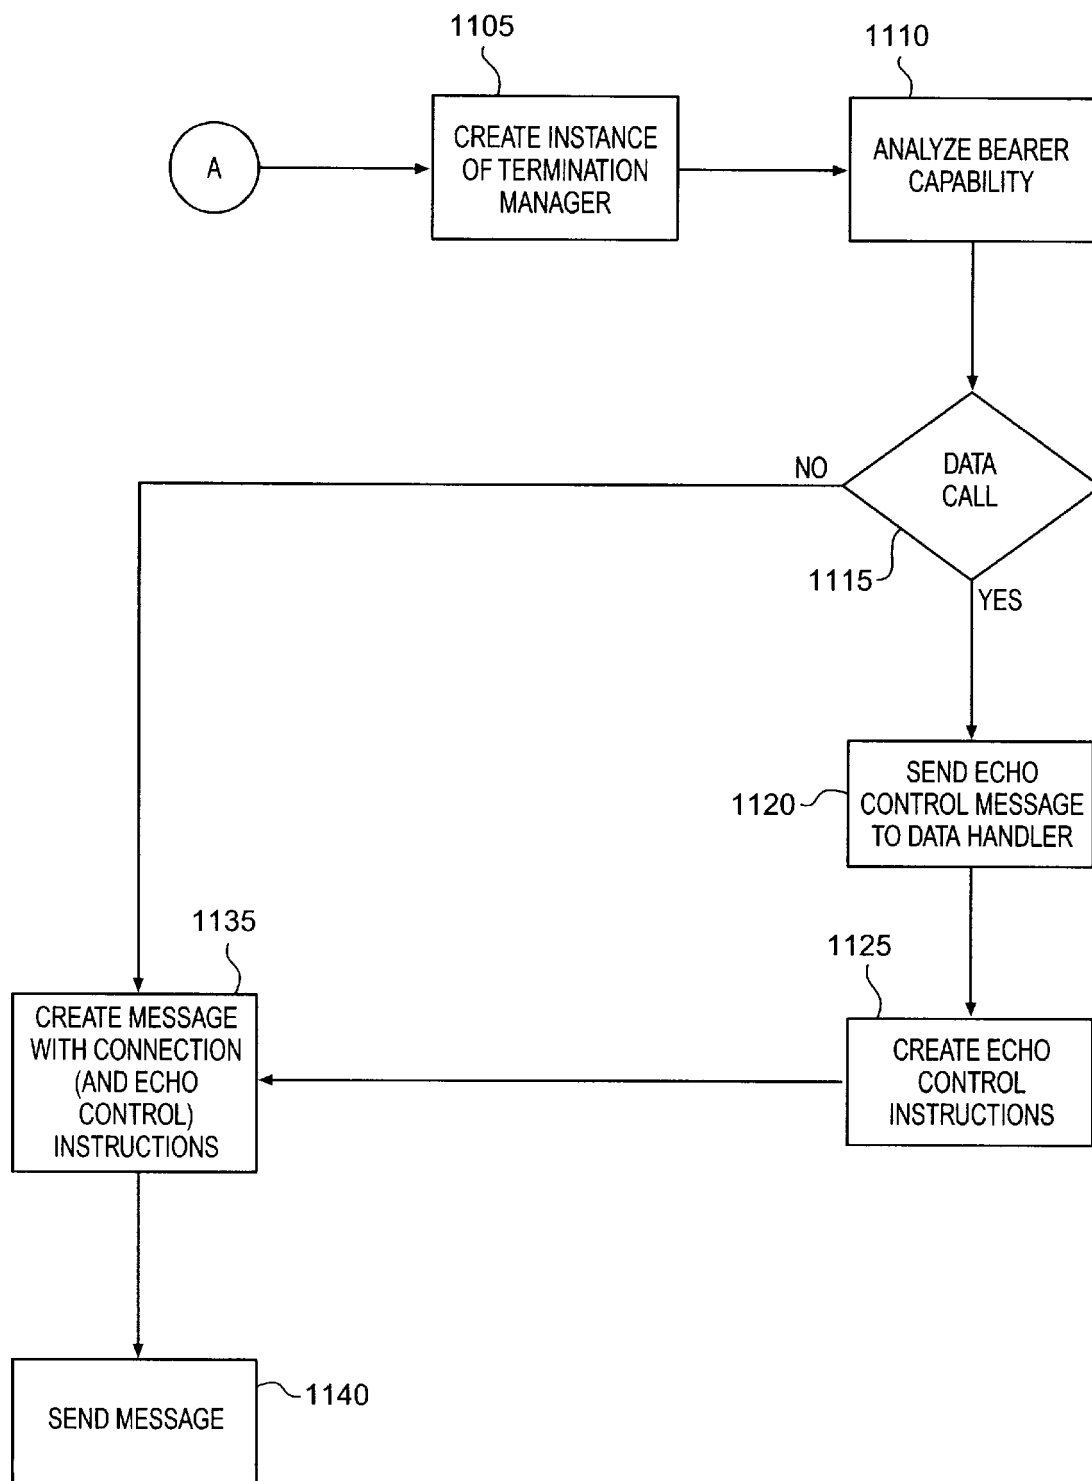 1105
1110
A
CREATE INSTANCE
OF TERMINATION
MANAGER
ANALYZE BEARER
CAPABILITY
NO
DATA
CALL
1115
YES
1120
SEND ECHO
CONTROL MESSAGE
TO DATA HANDLER
1135
1125
CREATE MESSAGE
WITH CONNECTION
(AND ECHO
CONTROL)
INSTRUCTIONS
CREATE ECHO
CONTROL
INSTRUCTIONS
SEND MESSAGE
1140